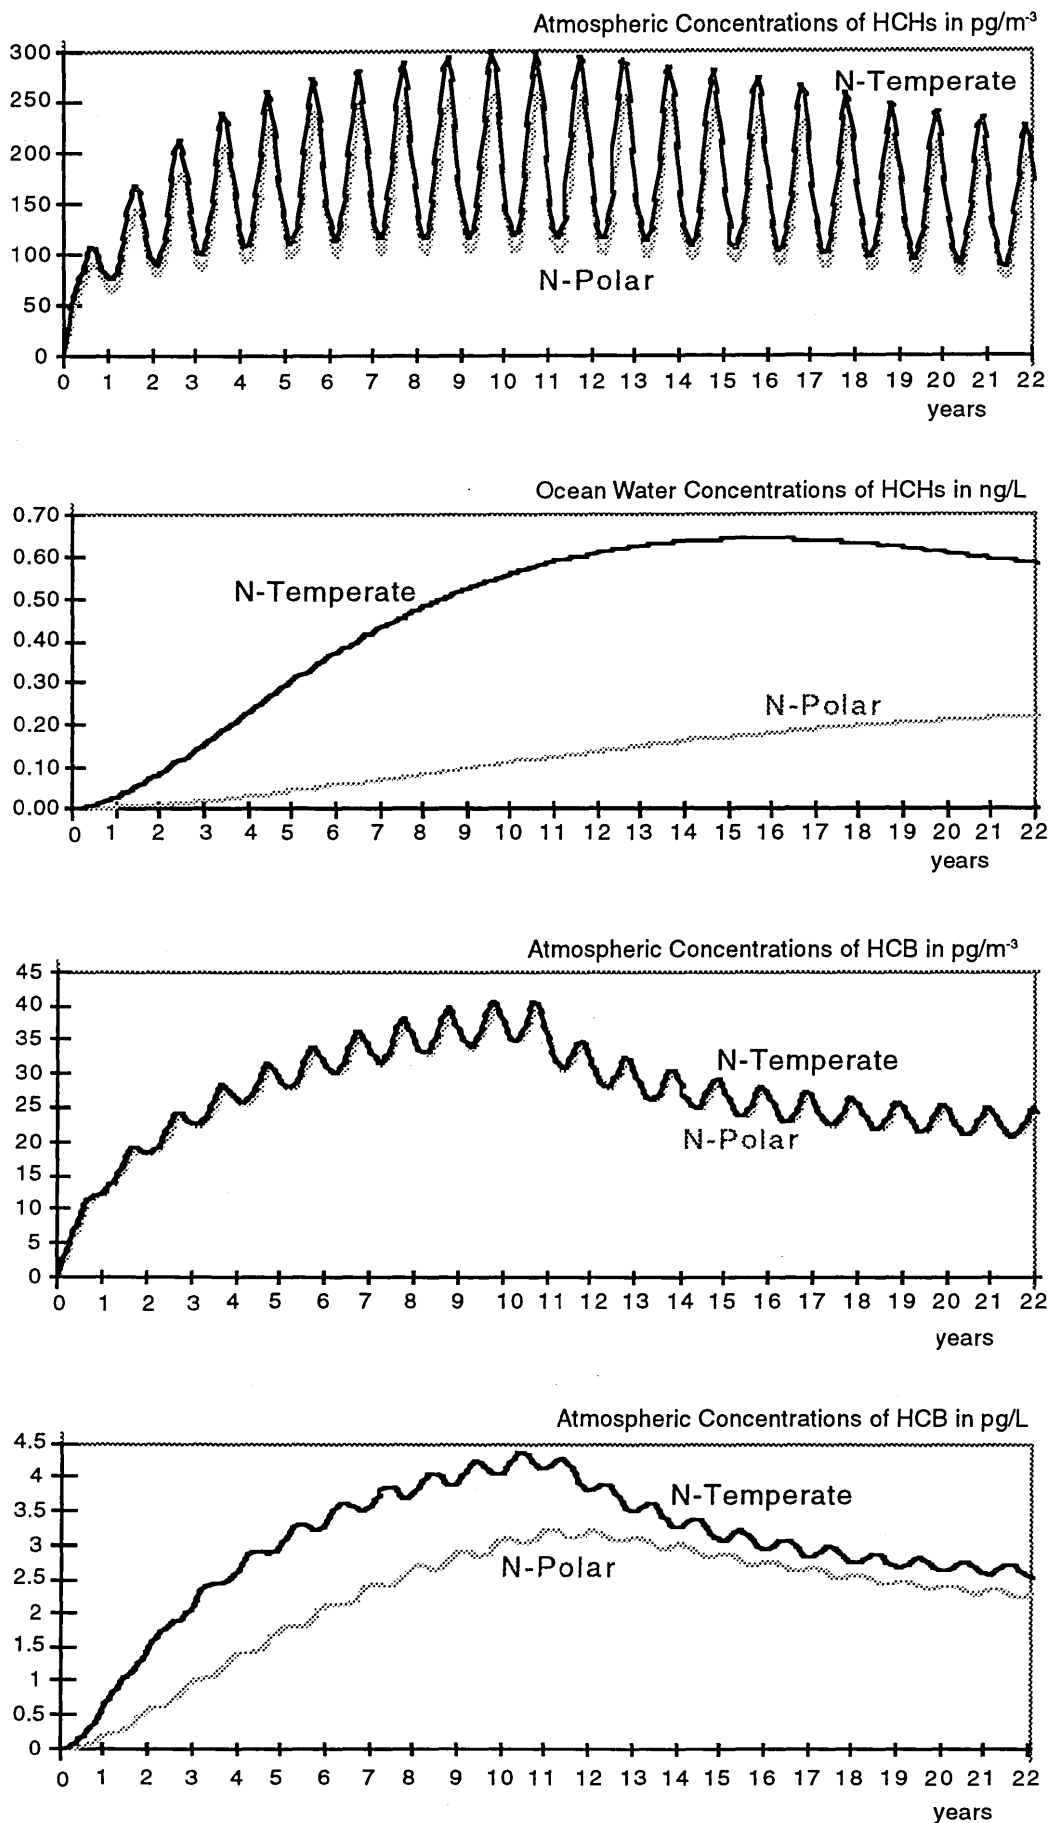 Atmospheric Concentrations of HCHs in pg/m-3
300
N-Temperate
250
200
150
100
N-Polar
50
0
0 1 2 3 4 5 6 7 8 9 10 11 12 13 14 15 16 17 18 19 20 21 22
years
Ocean Water Concentrations of HCHs in ng/L
0.70
0.60
N-Temperate
0.50
0.40
0.30
N-Polar
0.20
0.10
0.00
0 1 2 3 4 5 6 7 8 9 10 11 12 13 14 15 16 17 18 19 20 21 22
years
Atmospheric Concentrations of HCB in pg/m-3
45
40
35
N-Temperate
30
25
N-Polar
20
15
10
5
0
0 1 2 3 4 5 6 7 8 9 10 11 12 13 14 15 16 17 18 19 20 21 22
years
Atmospheric Concentrations of HCB in pg/L
4.5
4
N-Temperate
3.5
3
N-Polar
2.5
2
1.5
1
0.5
0
0 1 2 3 4 5 6 7 8 9 10 11 12 13 14 15 16 17 18 19 20 21 22
years